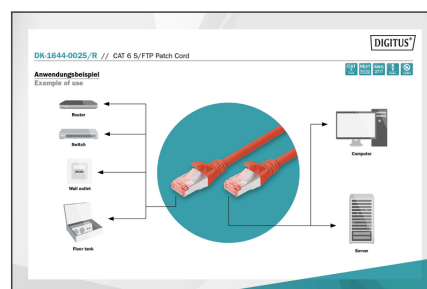 DIGITUS®
DK-1644-0025/R // CAT 6 S/FTP Patch Cord
Anwendungsbeispiel
Example of use
Router
Switch
Wall outlet
Floor tank
Computer
Server